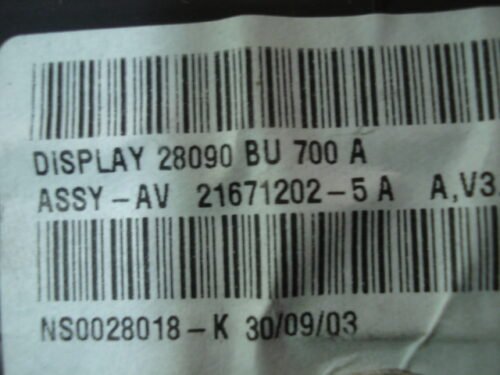 DISPLAY 28090 BU 700 A
ASSY-AV 21671202-5 A A,V3
NS0028018-K 30/09/03